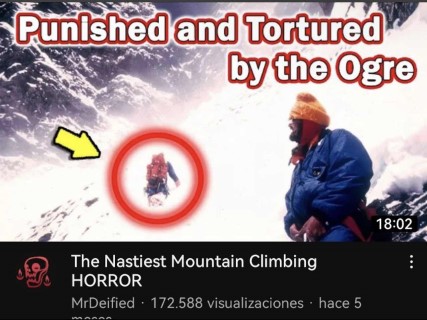 Punished and Tortured
by the Ogre
18:02
The Nastiest Mountain Climbing
HORROR
MrDeified · 172.588 visualizaciones · hace 5
meses